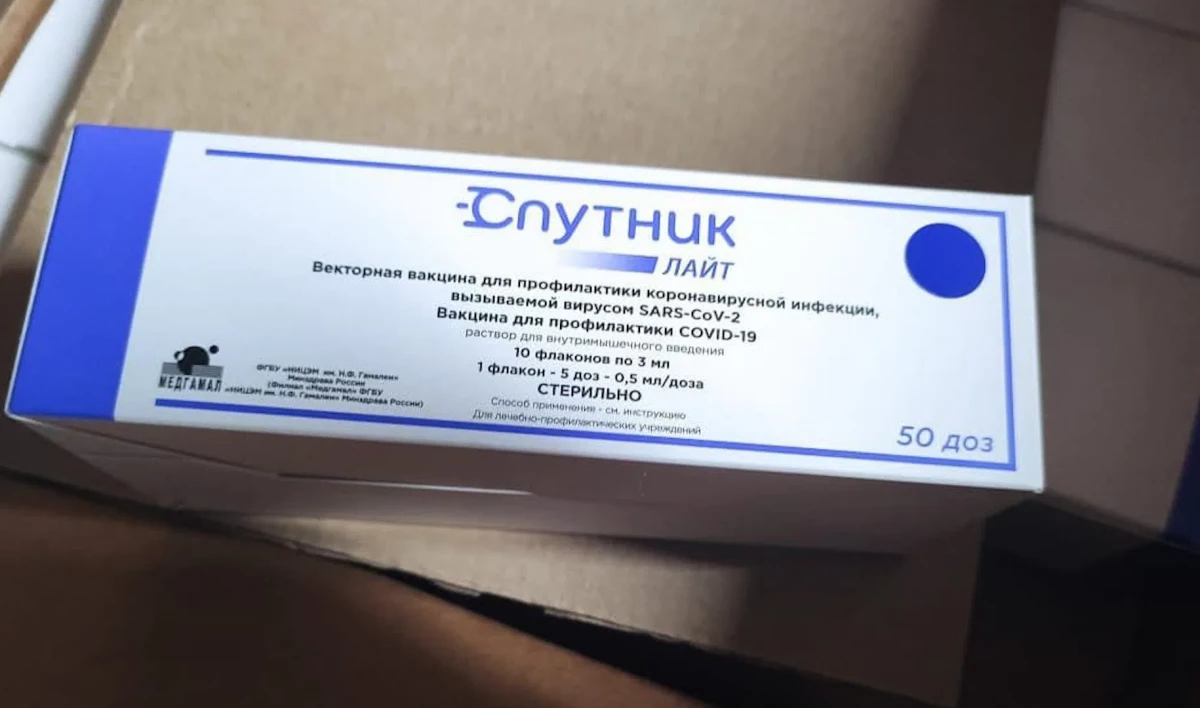 Спутник
ЛАЙТ
Векторная вакцина для профилактики коронавирусной инфекции,
вызываемой вирусом SARS-CoV-2
Вакцина для профилактики COVID-19
раствор для внутримышечного введения
10 флаконов по 3 мл
1 флакон - 5 доз - 0,5 мл/доза
СТЕРИЛЬНО
Способ применения - см. инструкцию
Для лечебно-профилактических учреждений
МЕДГАМАЛ
ФГБУ «НИЦЭМ им. Н.Ф. Гамалеи»
Минздрава России
(Филиал «Медгамал» ФГБУ
«НИЦЭМ им. Н.Ф. Гамалеи» Минздрава России)
50 доз